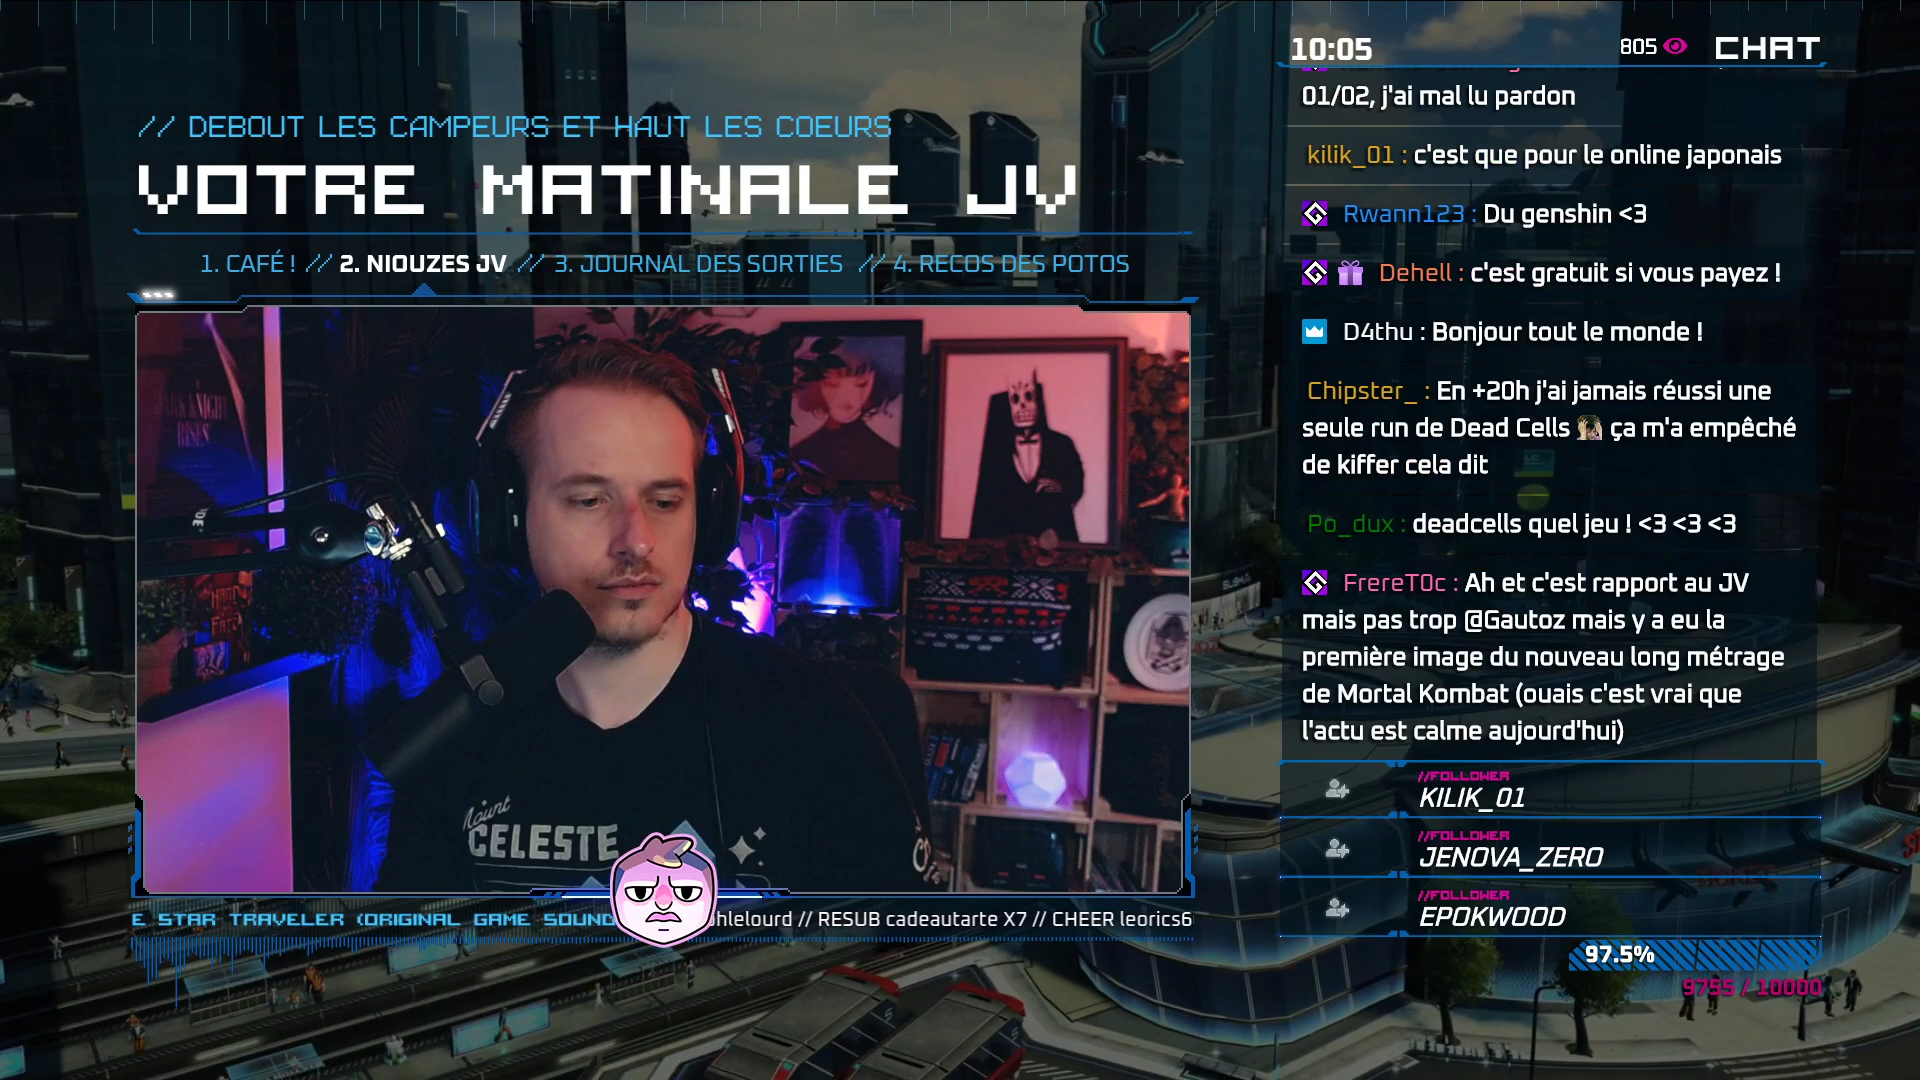 10:05
805
CHAT
// DEBOUT LES CAMPEURS ET HAUT LES COEURS
VOTRE MATINALE JV
1. CAFÉ ! // 2. NIOUZES JV // 3. JOURNAL DES SORTIES // 4. RECOS DES POTOS
DARK KNIGHT
RISES
Mount
CELESTE
E STAR TRAVELER (ORIGINAL GAME SOUND
hlelourd // RESUB cadeautarte X7 // CHEER leorics6
01/02, j'ai mal lu pardon
kilik_01 : c'est que pour le online japonais
Rwann123 : Du genshin <3
Dehell : c'est gratuit si vous payez !
D4thu : Bonjour tout le monde !
Chipster_ : En +20h j'ai jamais réussi une
seule run de Dead Cells ça m'a empêché
de kiffer cela dit
Po_dux : deadcells quel jeu ! <3 <3 <3
FrereT0c : Ah et c'est rapport au JV
mais pas trop @Gautoz mais y a eu la
première image du nouveau long métrage
de Mortal Kombat (ouais c'est vrai que
l'actu est calme aujourd'hui)
//FOLLOWER
KILIK_01
//FOLLOWER
JENOVA_ZERO
//FOLLOWER
EPOKWOOD
97.5%
9755 / 10000